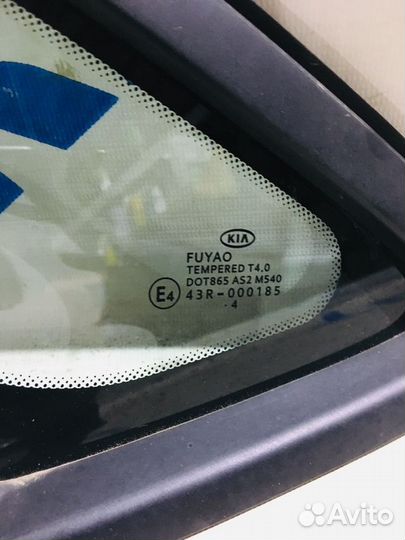 KIA
FUYAO
TEMPERED T4.0
DOT865 AS2 M540
E4 43R-000185
4
Avito